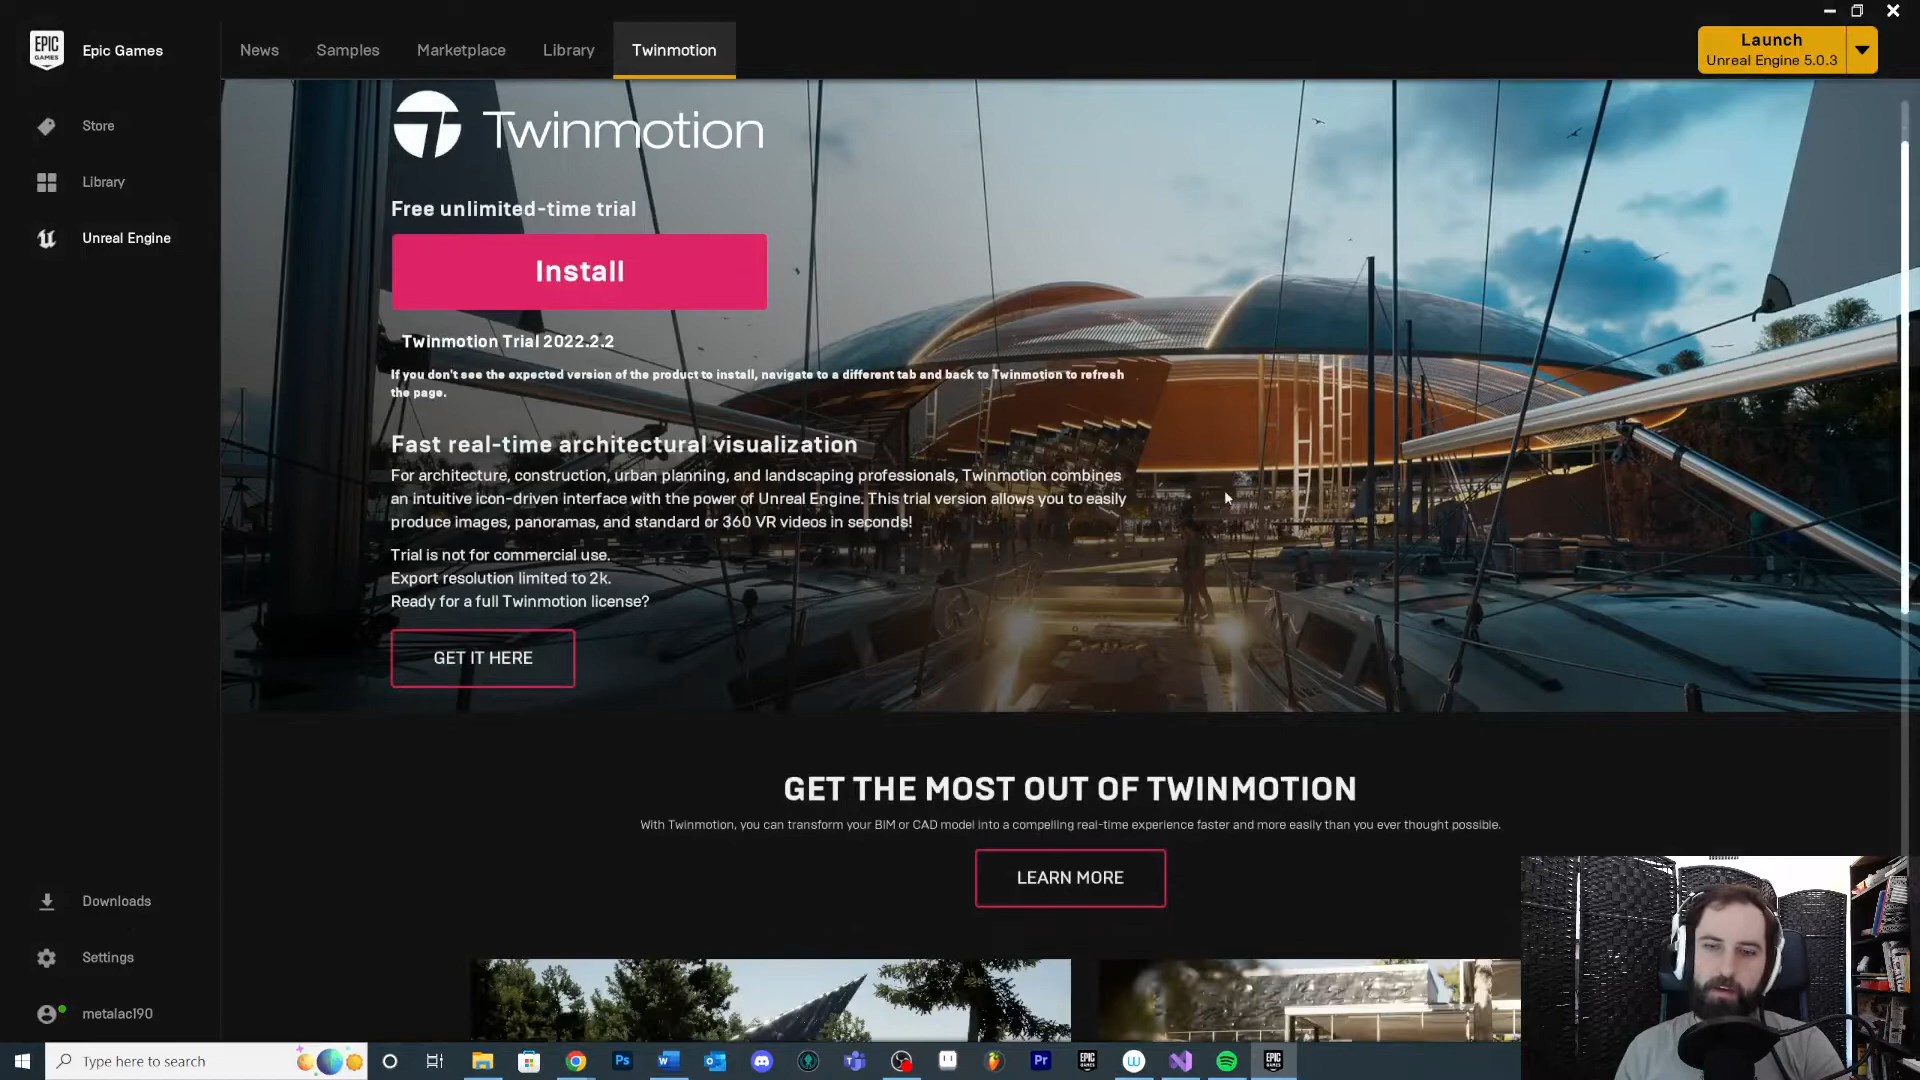 EPIC
GAMES
Epic Games
News
Samples
Marketplace
Library
Twinmotion
Launch
Unreal Engine 5.0.3
Store
Library
Unreal Engine
Twinmotion
Free unlimited-time trial
Install
Twinmotion Trial 2022.2.2
If you don't see the expected version of the product to install, navigate to a different tab and back to Twinmotion to refresh
the page.
Fast real-time architectural visualization
For architecture, construction, urban planning, and landscaping professionals, Twinmotion combines
an intuitive icon-driven interface with the power of Unreal Engine. This trial version allows you to easily
produce images, panoramas, and standard or 360 VR videos in seconds!
Trial is not for commercial use.
Export resolution limited to 2k.
Ready for a full Twinmotion license?
GET IT HERE
GET THE MOST OUT OF TWINMOTION
With Twinmotion, you can transform your BIM or CAD model into a compelling real-time experience faster and more easily than you ever thought possible.
LEARN MORE
Downloads
Settings
metalac190
Type here to search
Ps
Pr
EPIC
GAMES
EPIC
GAMES